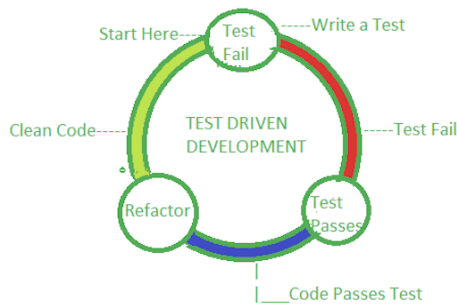 Start Here
Test
Fail
Write a Test
Clean Code
TEST DRIVEN
DEVELOPMENT
Test Fail
Refactor
Test
Passes
Code Passes Test